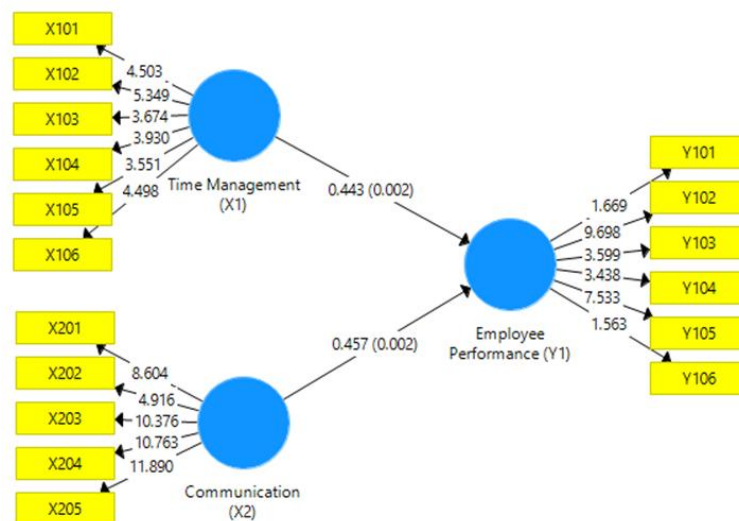 X101
X102
X103
X104
X105
X106
4.503
5.349
3.674
3.930
3.551
4.498
Time Management
(X1)
0.443 (0.002)
X201
X202
X203
X204
X205
8.604
4.916
10.376
10.763
11.890
Communication
(X2)
0.457 (0.002)
Employee
Performance (Y1)
1.669
9.698
3.599
3.438
7.533
1.563
Y101
Y102
Y103
Y104
Y105
Y106